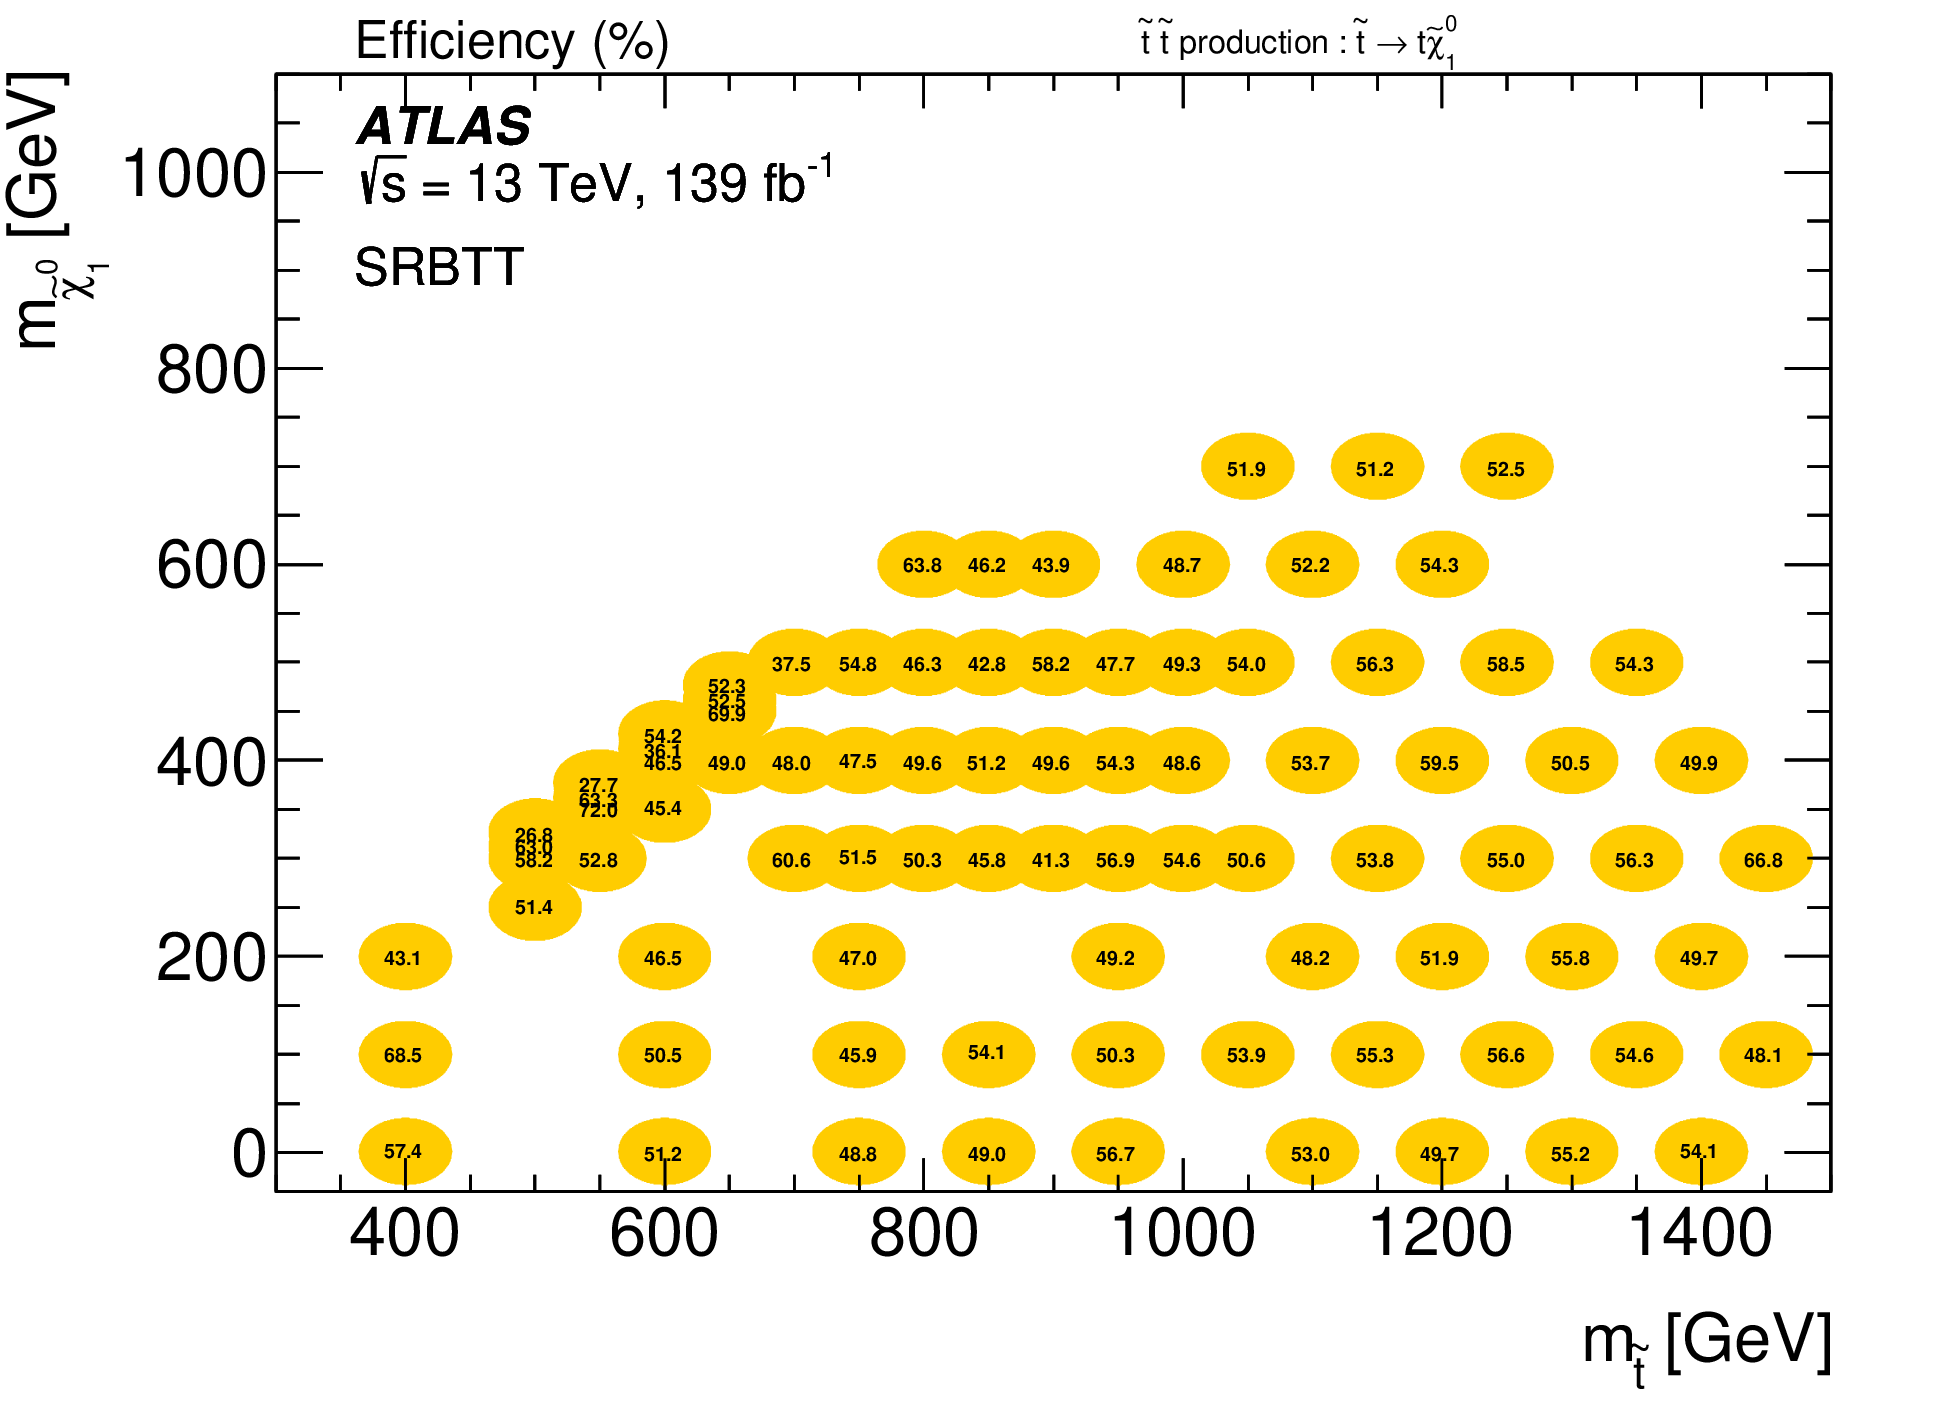 Efficiency (%)
t̃ t̃ production : t̃ → tχ̃₁⁰
ATLAS
√s = 13 TeV, 139 fb⁻¹
SRBTT
m χ̃₁⁰ [GeV]
1000
800
51.9 51.2 52.5
600 63.8 46.2 43.9 48.7 52.2 54.3
37.5 54.8 46.3 42.8 58.2 47.7 49.3 54.0 56.3 58.5 54.3
52.3
52.5
69.9
54.2
36.1
400 46.5 49.0 48.0 47.5 49.6 51.2 49.6 54.3 48.6 53.7 59.5 50.5 49.9
27.7
63.3
72.0 45.4
26.8
63.0
58.2 52.8 60.6 51.5 50.3 45.8 41.3 56.9 54.6 50.6 53.8 55.0 56.3 66.8
51.4
200 43.1 46.5 47.0 49.2 48.2 51.9 55.8 49.7
68.5 50.5 45.9 54.1 50.3 53.9 55.3 56.6 54.6 48.1
0 57.4 51.2 48.8 49.0 56.7 53.0 49.7 55.2 54.1
400 600 800 1000 1200 1400
m t̃ [GeV]